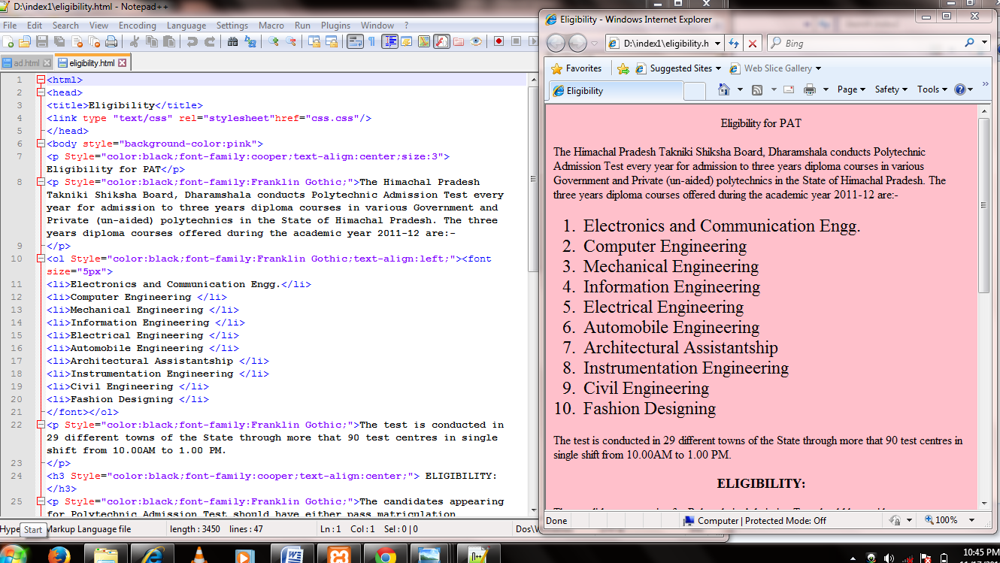 D:\index1\eligibility.html - Notepad++
File Edit Search View Encoding Language Settings Macro Run Plugins Window ?
ad.html eligibility.html
1 <html>
2 <head>
3 <title>Eligibility</title>
4 <link type "text/css" rel="stylesheet"href="css.css"/>
5 </head>
6 <body style="background-color:pink">
7 <p Style="color:black;font-family:cooper;text-align:center;size:3">
Eligibility for PAT</p>
8 <p Style="color:black;font-family:Franklin Gothic;">The Himachal Pradesh
Takniki Shiksha Board, Dharamshala conducts Polytechnic Admission Test every
year for admission to three years diploma courses in various Government and
Private (un-aided) polytechnics in the State of Himachal Pradesh. The three
years diploma courses offered during the academic year 2011-12 are:-
9 </p>
10 <ol Style="color:black;font-family:Franklin Gothic;text-align:left;"><font
size="5px">
11 <li>Electronics and Communication Engg.</li>
12 <li>Computer Engineering </li>
13 <li>Mechanical Engineering </li>
14 <li>Information Engineering </li>
15 <li>Electrical Engineering </li>
16 <li>Automobile Engineering </li>
17 <li>Architectural Assistantship </li>
18 <li>Instrumentation Engineering </li>
19 <li>Civil Engineering </li>
20 <li>Fashion Designing </li>
21 </font></ol>
22 <p Style="color:black;font-family:Franklin Gothic;">The test is conducted in
29 different towns of the State through more that 90 test centres in single
shift from 10.00AM to 1.00 PM.
23 </p>
24 <h3 Style="color:black;font-family:cooper;text-align:center;"> ELIGIBILITY:
</h3>
25 <p Style="color:black;font-family:Franklin Gothic;">The candidates appearing
for Polytechnic Admission Test should have either pass matriculation
Hype Start Markup Language file length : 3450 lines : 47 Ln : 1 Col : 1 Sel : 0 | 0 Dos\W
Eligibility - Windows Internet Explorer
D:\index1\eligibility.h Bing
Favorites Suggested Sites Web Slice Gallery
Eligibility Page Safety Tools
Eligibility for PAT
The Himachal Pradesh Takniki Shiksha Board, Dharamshala conducts Polytechnic
Admission Test every year for admission to three years diploma courses in various
Government and Private (un-aided) polytechnics in the State of Himachal Pradesh. The
three years diploma courses offered during the academic year 2011-12 are:-
1. Electronics and Communication Engg.
2. Computer Engineering
3. Mechanical Engineering
4. Information Engineering
5. Electrical Engineering
6. Automobile Engineering
7. Architectural Assistantship
8. Instrumentation Engineering
9. Civil Engineering
10. Fashion Designing
The test is conducted in 29 different towns of the State through more that 90 test centres in
single shift from 10.00AM to 1.00 PM.
ELIGIBILITY:
Done Computer | Protected Mode: Off 100%
10:45 PM